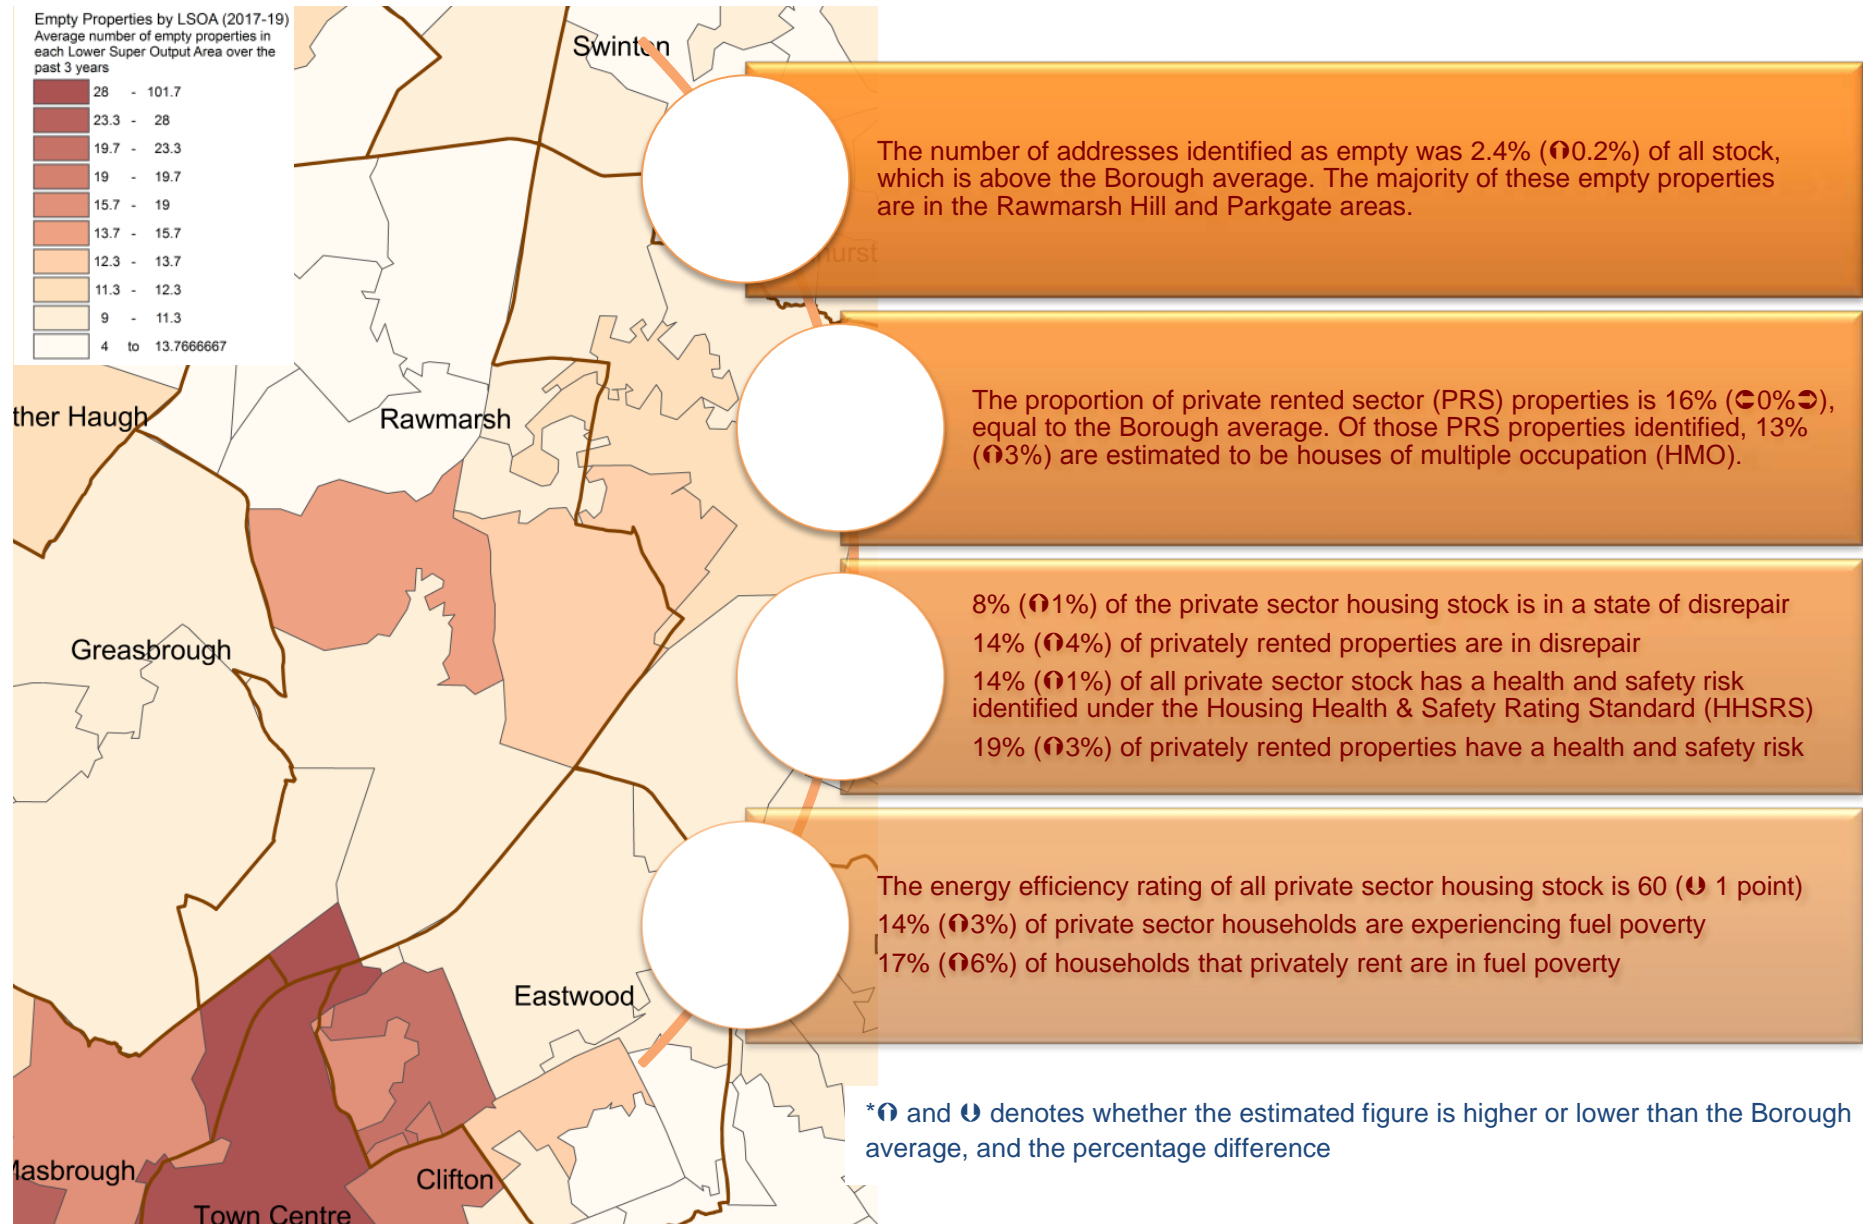 Empty Properties by LSOA (2017-19)
Average number of empty properties in
each Lower Super Output Area over the
past 3 years
28 - 101.7
23.3 - 28
19.7 - 23.3
19 - 19.7
15.7 - 19
13.7 - 15.7
12.3 - 13.7
11.3 - 12.3
9 - 11.3
4 to 13.7666667
Swinton
ther Haugh
Rawmarsh
Greasbrough
Eastwood
Masbrough
Clifton
Town Centre
hurst
The number of addresses identified as empty was 2.4% (⮉0.2%) of all stock,
which is above the Borough average. The majority of these empty properties
are in the Rawmarsh Hill and Parkgate areas.
The proportion of private rented sector (PRS) properties is 16% (⮈0%⮊),
equal to the Borough average. Of those PRS properties identified, 13%
(⮉3%) are estimated to be houses of multiple occupation (HMO).
8% (⮉1%) of the private sector housing stock is in a state of disrepair
14% (⮉4%) of privately rented properties are in disrepair
14% (⮉1%) of all private sector stock has a health and safety risk
identified under the Housing Health & Safety Rating Standard (HHSRS)
19% (⮉3%) of privately rented properties have a health and safety risk
The energy efficiency rating of all private sector housing stock is 60 (⮋ 1 point)
14% (⮉3%) of private sector households are experiencing fuel poverty
17% (⮉6%) of households that privately rent are in fuel poverty
*⮉ and ⮋ denotes whether the estimated figure is higher or lower than the Borough
average, and the percentage difference